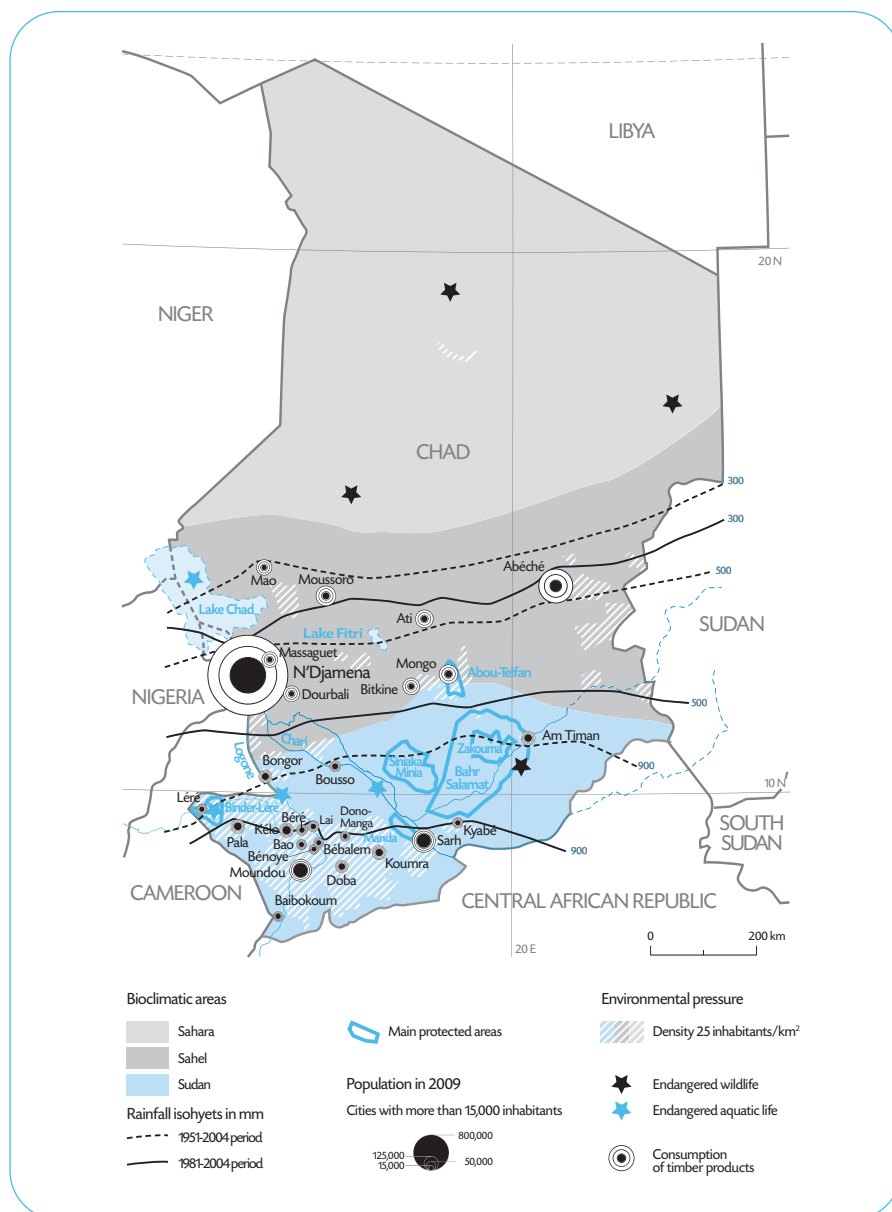 LIBYA
20 N
NIGER
CHAD
300
300
Abéché
500
Mao
Moussoro
Lake Chad
Ati
SUDAN
Lake Fitri
Massaguet
N'Djamena
Mongo
Abou-Telfan
NIGERIA
Dourbali
Bitkine
500
Chari
Am Timan
Logone
Zakouma
Siniaka
Minia
Bahr
Salamat
900
Bongor
Bousso
10 N
Léré
Binder-Léré
Dono-
Manga
Béré
Lai
Kélo
Kyabé
SOUTH
SUDAN
Pala
Bao
Manda
Sarh
900
Bénoye
Bébalem
Koumra
Moundou
Doba
CAMEROON
CENTRAL AFRICAN REPUBLIC
Baibokoum
20 E
0
200 km
Bioclimatic areas
Sahara
Sahel
Sudan
Rainfall isohyets in mm
1951-2004 period
1981-2004 period
Main protected areas
Population in 2009
Cities with more than 15,000 inhabitants
800,000
125,000
50,000
15,000
Environmental pressure
Density 25 inhabitants/km²
Endangered wildlife
Endangered aquatic life
Consumption
of timber products